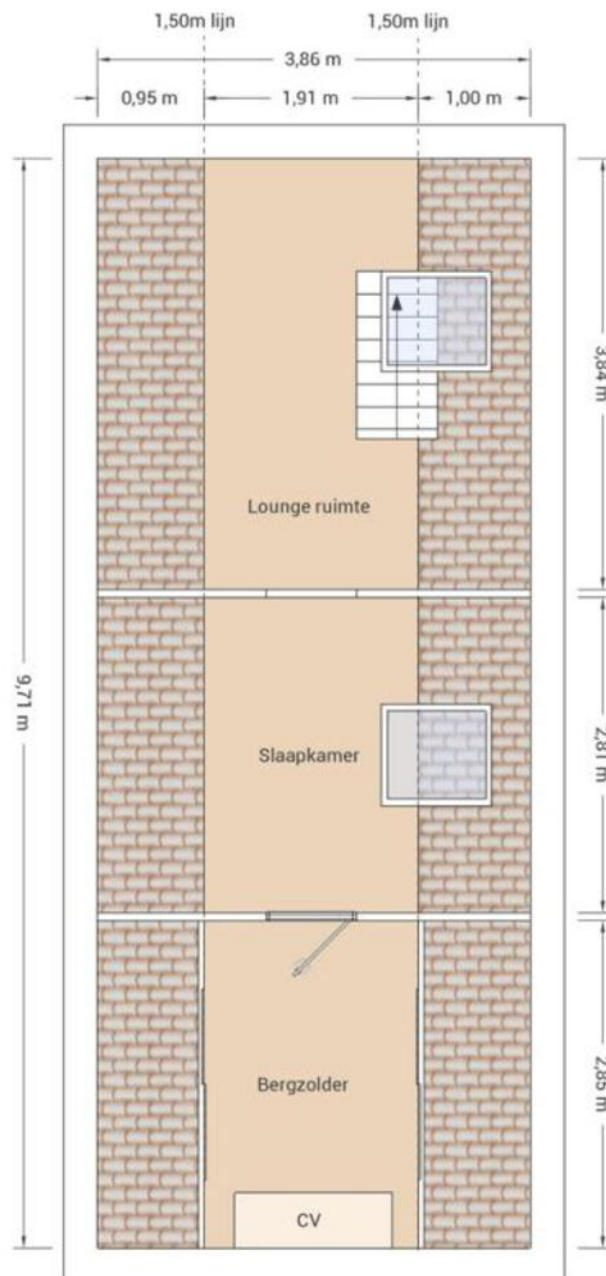 1,50m lijn
1,50m lijn
3,86 m
0,95 m
1,91 m
1,00 m
3,84 m
Lounge ruimte
9,71 m
Slaapkamer
2,81 m
Bergzolder
2,85 m
CV